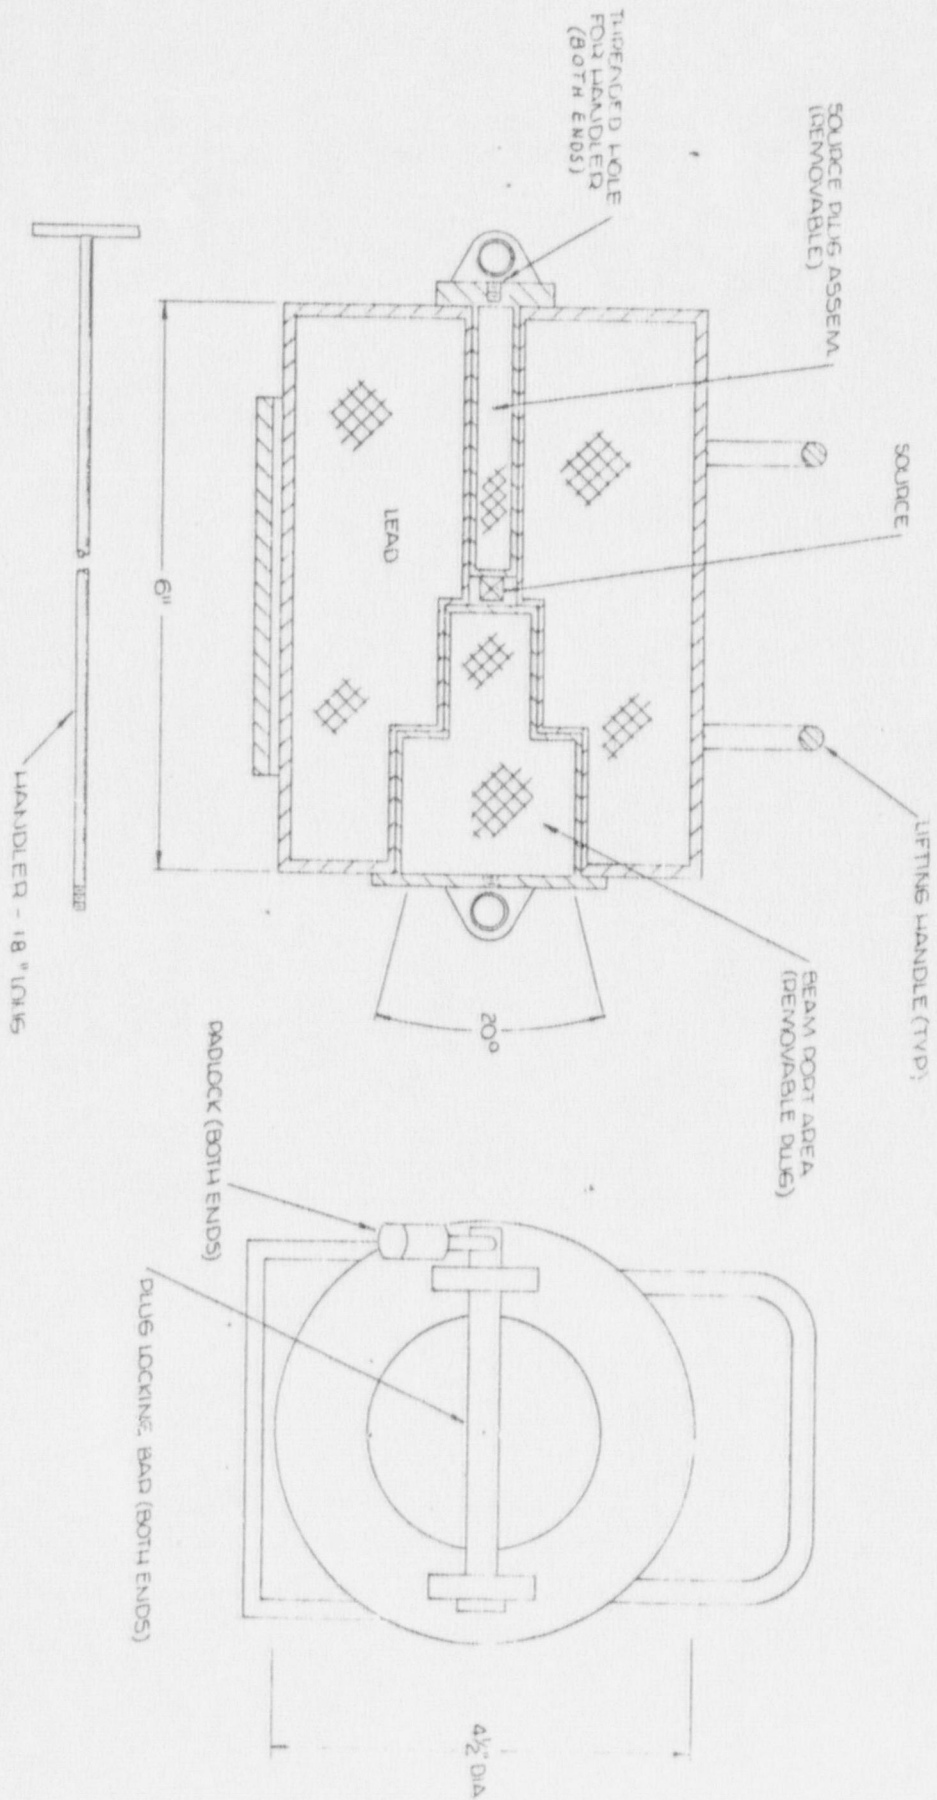 THREADED HOLE
FOR HANDLER
(BOTH ENDS)
SOURCE PLUG ASSEM.
(REMOVABLE)
SOURCE
LIFTING HANDLE (TYP)
LEAD
6"
HANDLER - 18" LONG
BEAM PORT AREA
(REMOVABLE PLUG)
20°
PADLOCK (BOTH ENDS)
PLUG LOCKING BAR (BOTH ENDS)
4½" DIA